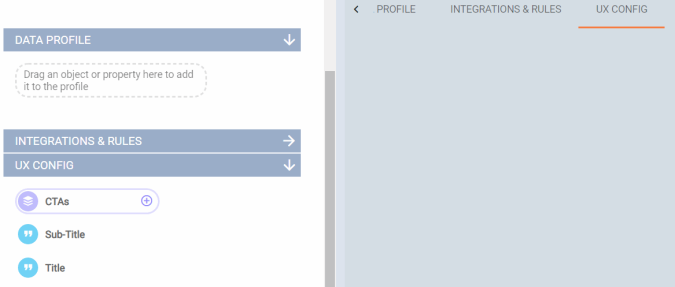 DATA PROFILE
Drag an object or property here to add
it to the profile
INTEGRATIONS & RULES
UX CONFIG
CTAs
Sub-Title
Title
PROFILE
INTEGRATIONS & RULES
UX CONFIG